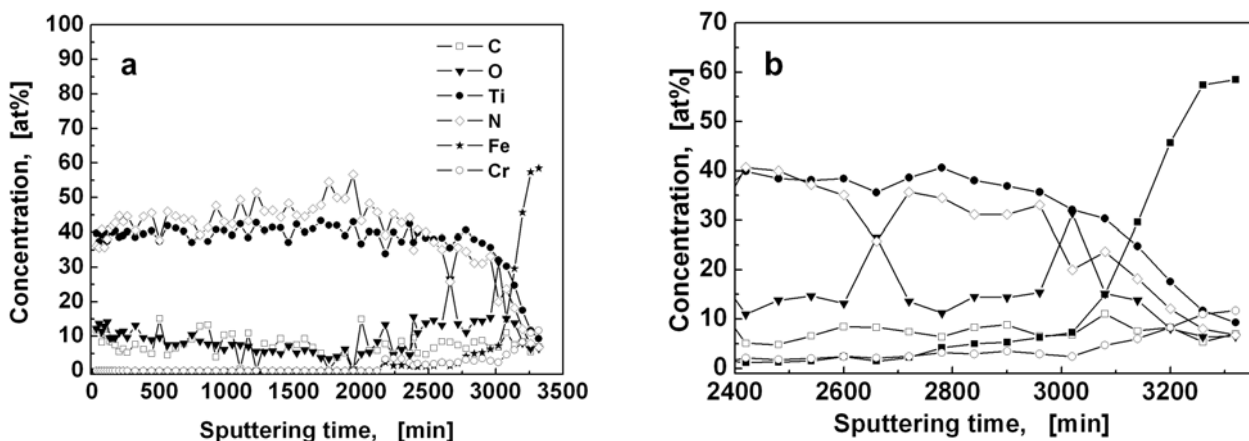 100
90
80
70
60
50
40
30
20
10
0
Concentration, [at%]
a
C
O
Ti
N
Fe
Cr
0 500 1000 1500 2000 2500 3000 3500
Sputtering time, [min]
70
60
50
40
30
20
10
0
Concentration, [at%]
b
2400 2600 2800 3000 3200
Sputtering time, [min]